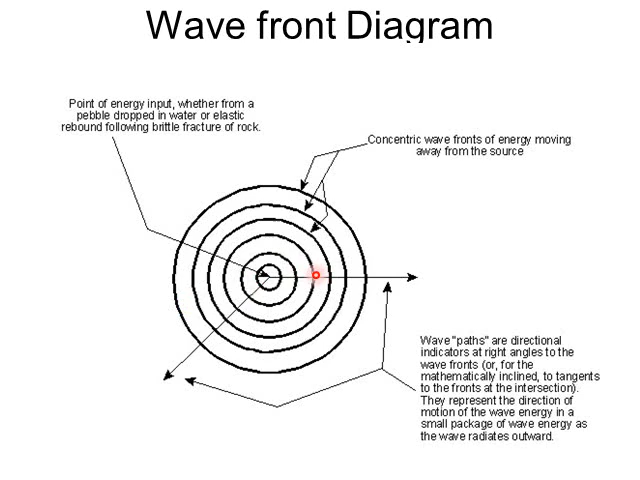 Wave front Diagram
Point of energy input, whether from a
pebble dropped in water or elastic
rebound following brittle fracture of rock.
Concentric wave fronts of energy moving
away from the source
Wave "paths" are directional
indicators at right angles to the
wave fronts (or, for the
mathematically inclined, to tangents
to the fronts at the intersection).
They represent the direction of
motion of the wave energy in a
small package of wave energy as
the wave radiates outward.